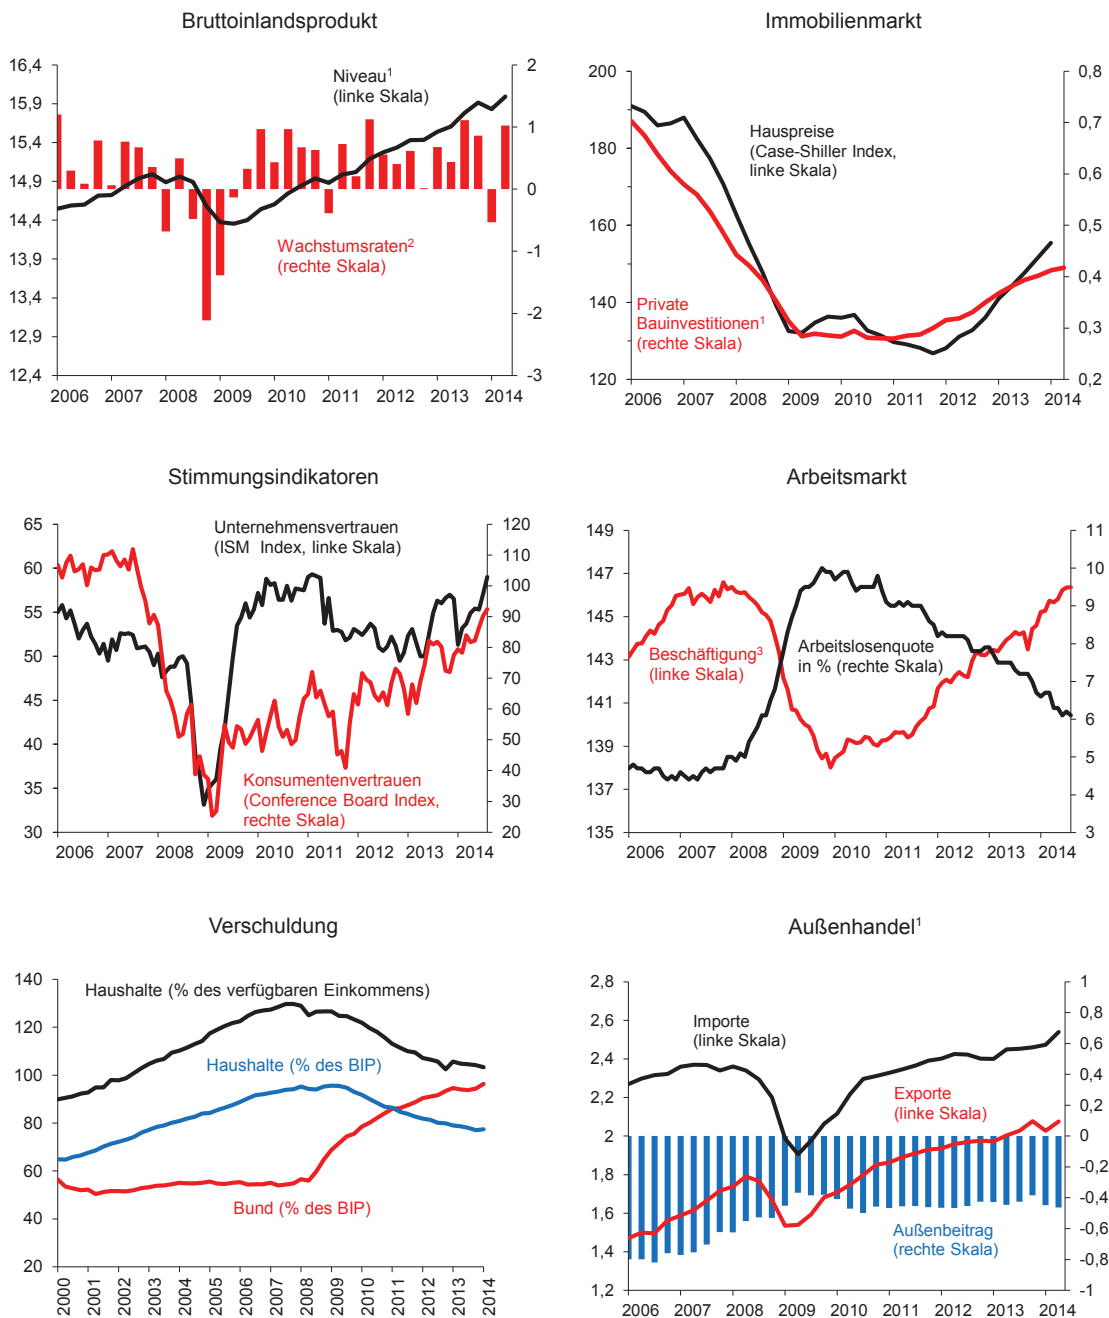 Bruttoinlandsprodukt
16,4
15,9
15,4
14,9
14,4
13,9
13,4
12,9
12,4
2
1
0
-1
-2
-3
Niveau¹
(linke Skala)
Wachstumsraten²
(rechte Skala)
2006 2007 2008 2009 2010 2011 2012 2013 2014
Immobilienmarkt
200
180
160
140
120
0,8
0,7
0,6
0,5
0,4
0,3
0,2
Hauspreise
(Case-Shiller Index,
linke Skala)
Private
Bauinvestitionen¹
(rechte Skala)
2006 2007 2008 2009 2010 2011 2012 2013 2014
Stimmungsindikatoren
65
60
55
50
45
40
35
30
120
110
100
90
80
70
60
50
40
30
20
Unternehmensvertrauen
(ISM Index, linke Skala)
Konsumentenvertrauen
(Conference Board Index,
rechte Skala)
2006 2007 2008 2009 2010 2011 2012 2013 2014
Arbeitsmarkt
149
147
145
143
141
139
137
135
11
10
9
8
7
6
5
4
3
Beschäftigung³
(linke Skala)
Arbeitslosenquote
in % (rechte Skala)
2006 2007 2008 2009 2010 2011 2012 2013 2014
Verschuldung
140
120
100
80
60
40
20
Haushalte (% des verfügbaren Einkommens)
Haushalte (% des BIP)
Bund (% des BIP)
2000 2001 2002 2003 2004 2005 2006 2007 2008 2009 2010 2011 2012 2013 2014
Außenhandel¹
2,8
2,6
2,4
2,2
2
1,8
1,6
1,4
1,2
1
0,8
0,6
0,4
0,2
0
-0,2
-0,4
-0,6
-0,8
-1
Importe
(linke Skala)
Exporte
(linke Skala)
Außenbeitrag
(rechte Skala)
2006 2007 2008 2009 2010 2011 2012 2013 2014